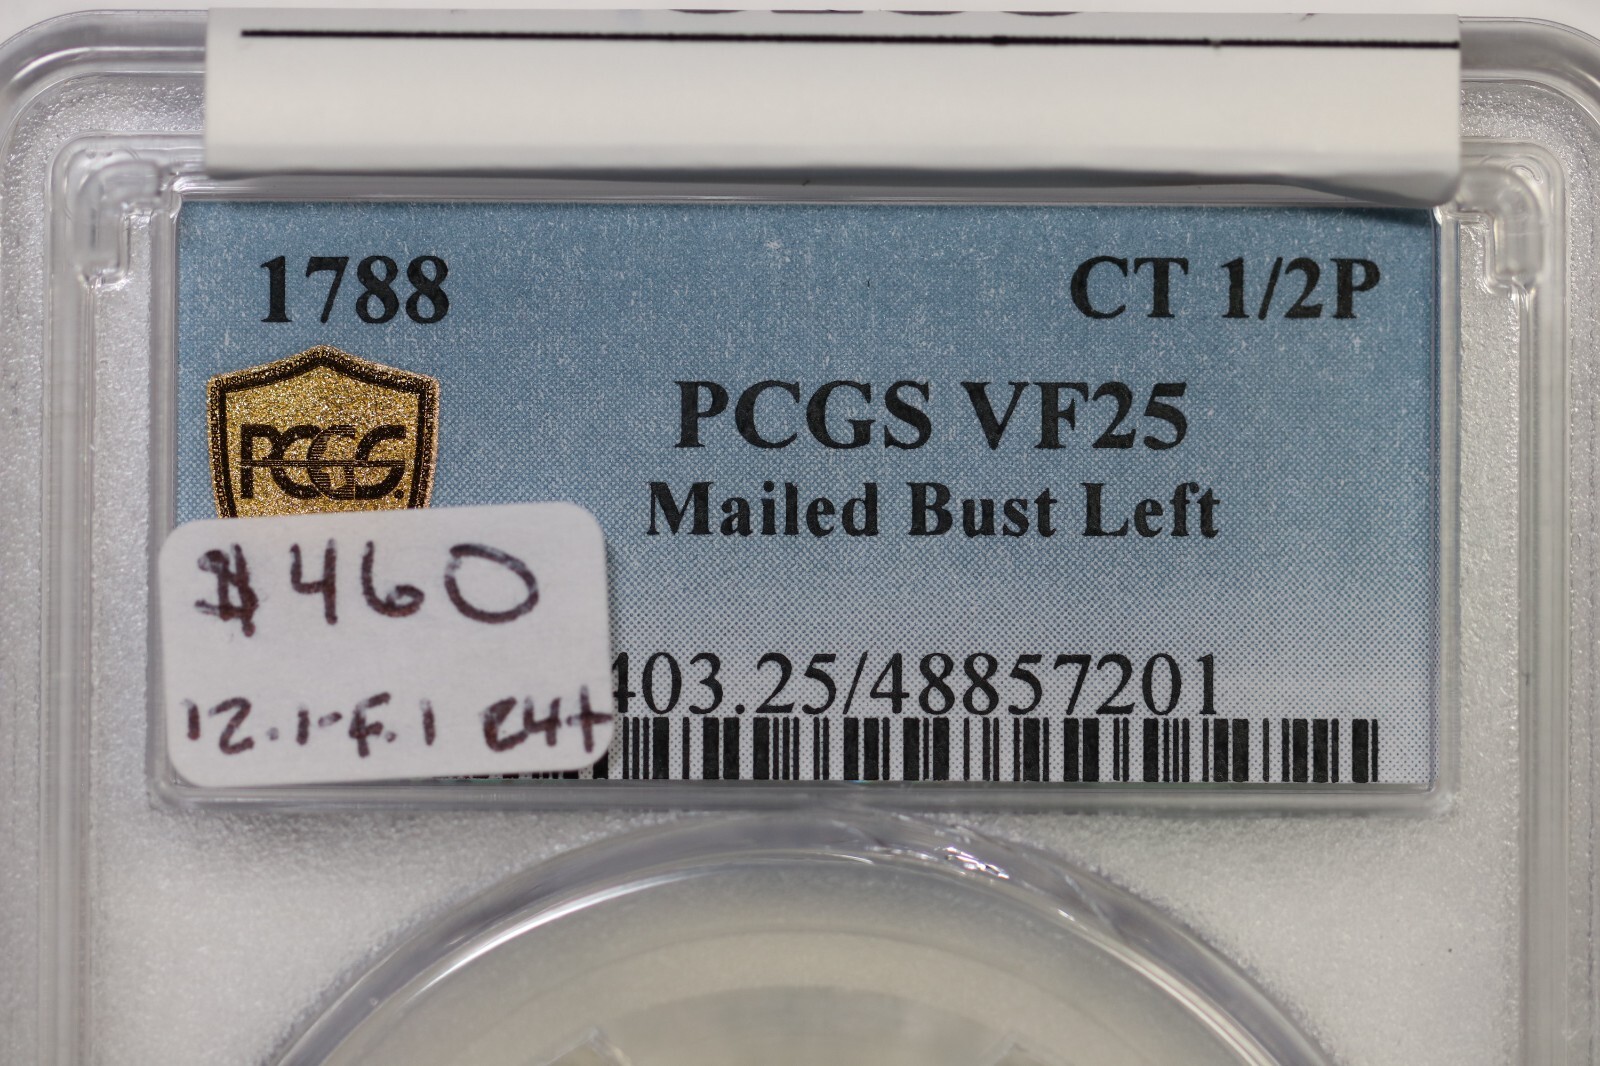 1788 CT 1/2P
PCGS VF25
PCGS
Mailed Bust Left
$460
403.25/48857201
12.1-F.1 R4+